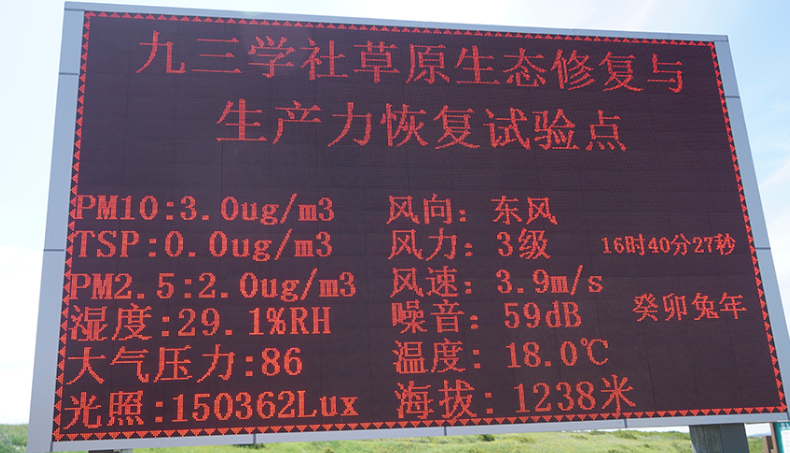 九三学社草原生态修复与
生产力恢复试验点
PM10:3.0ug/m3 风向: 东风
TSP:0.0ug/m3 风力: 3级 16时40分27秒
PM2.5:2.0ug/m3 风速: 3.9m/s
湿度:29.1%RH 噪音: 59dB 癸卯兔年
大气压力:86 温度: 18.0℃
光照:150362Lux 海拔: 1238米